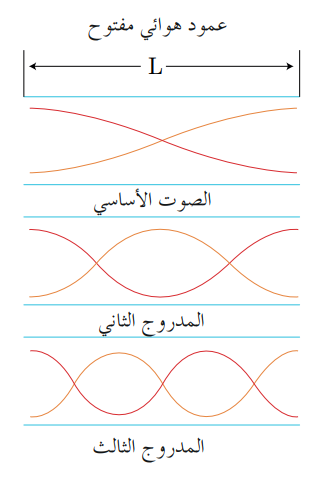 عمود هوائي مفتوح
L
الصوت الأساسي
المدروج الثاني
المدروج الثالث